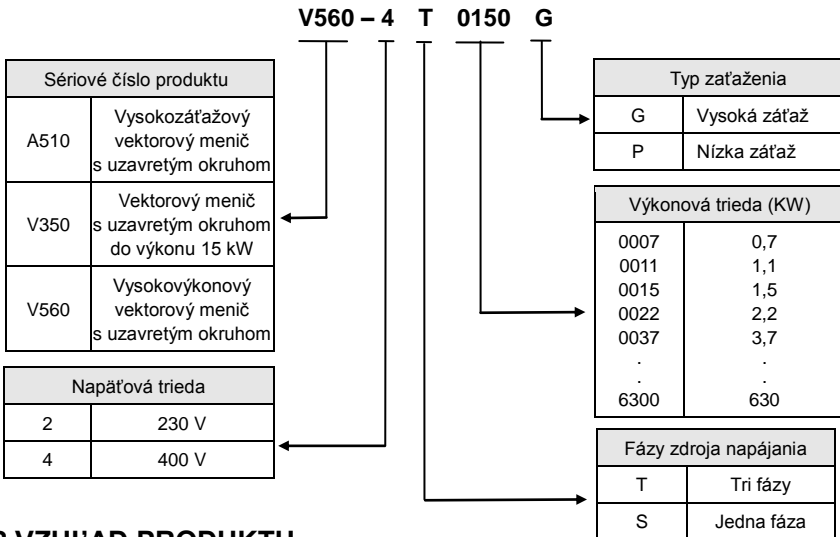 V560 – 4 T 0150 G
Sériové číslo produktu
A510
Vysokozáťažový
vektorový menič
s uzavretým okruhom
V350
Vektorový menič
s uzavretým okruhom
do výkonu 15 kW
V560
Vysokovýkonový
vektorový menič
s uzavretým okruhom
Napäťová trieda
2 230 V
4 400 V
Typ zaťaženia
G Vysoká záťaž
P Nízka záťaž
Výkonová trieda (KW)
0007 0,7
0011 1,1
0015 1,5
0022 2,2
0037 3,7
. .
. .
6300 630
Fázy zdroja napájania
T Tri fázy
S Jedna fáza
VZHĽAD PRODUKTU